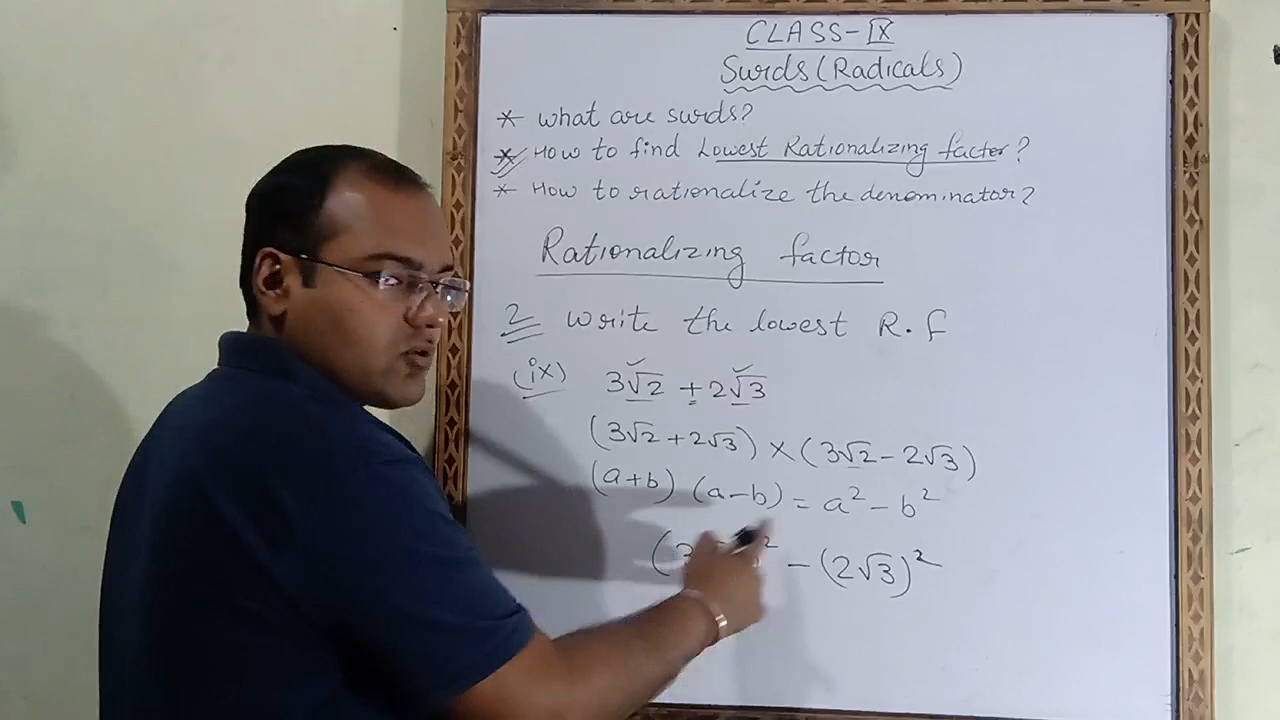 CLASS-IX
Surds (Radicals)
* What are surds?
* How to find Lowest Rationalizing factor?
* How to rationalize the denominator?
Rationalizing factor
2 Write the lowest R.F
(ix) 3√2 + 2√3
(3√2 + 2√3) × (3√2 - 2√3)
(a+b) (a-b) = a² - b²
(3 ² - (2√3)²